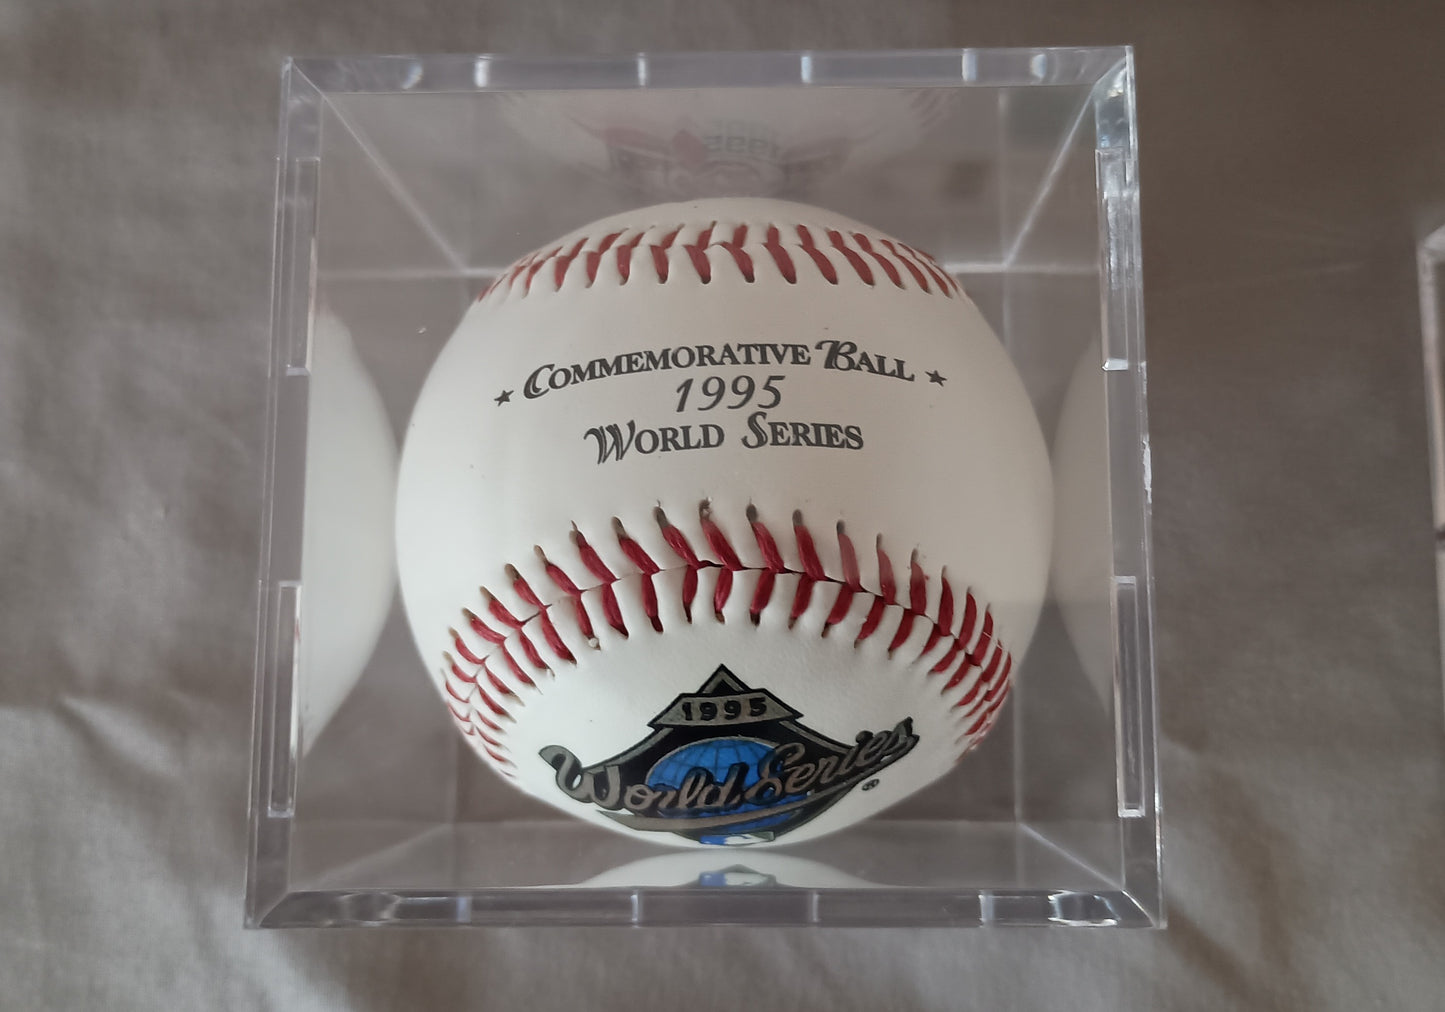 ★ COMMEMORATIVE BALL ★
1995
WORLD SERIES
1995
World Series
®